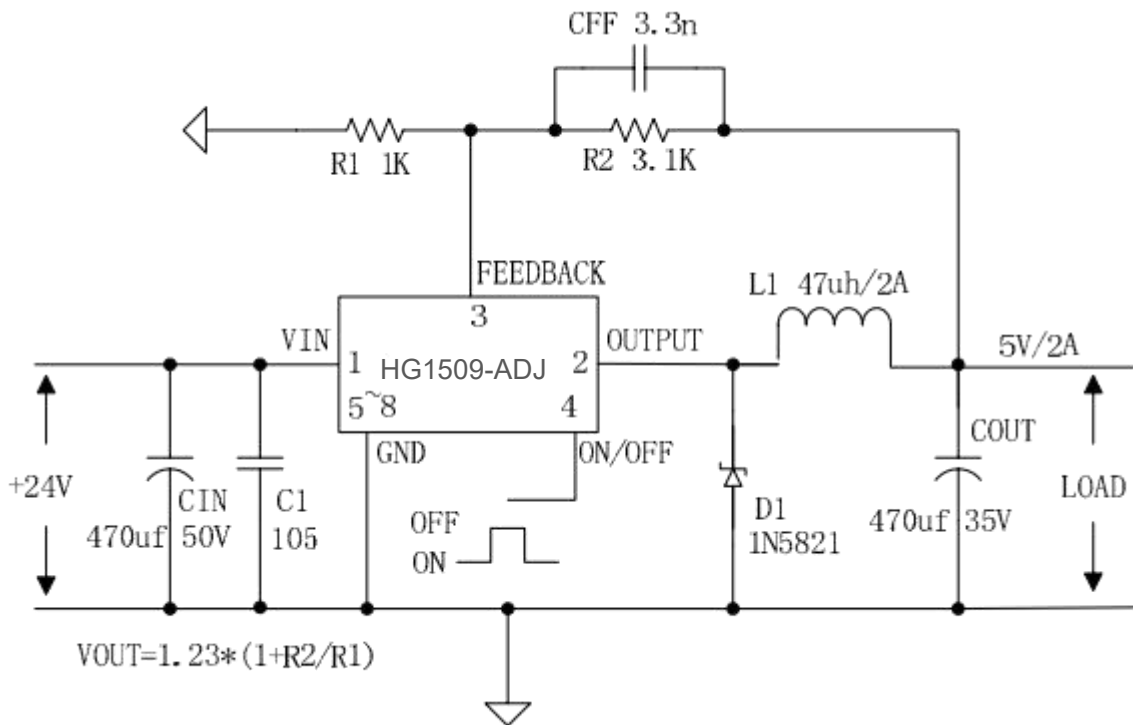 CFF 3.3n
R1 1K
R2 3.1K
FEEDBACK
3
L1 47uh/2A
VIN
OUTPUT
5V/2A
1
HG1509-ADJ
2
5~8
4
GND
ON/OFF
COUT
+24V
CIN
C1
470uf 50V
105
OFF
ON
D1
1N5821
470uf 35V
LOAD
VOUT=1.23*(1+R2/R1)